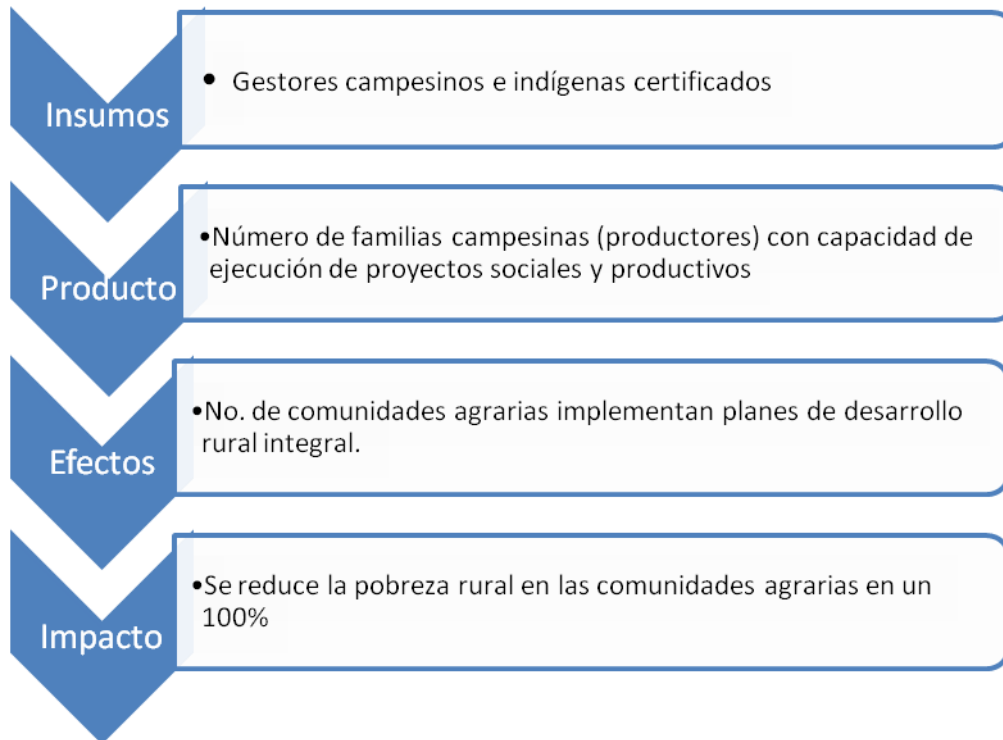 Insumos
• Gestores campesinos e indígenas certificados
Producto
•Número de familias campesinas (productores) con capacidad de
ejecución de proyectos sociales y productivos
Efectos
•No. de comunidades agrarias implementan planes de desarrollo
rural integral.
Impacto
•Se reduce la pobreza rural en las comunidades agrarias en un
100%